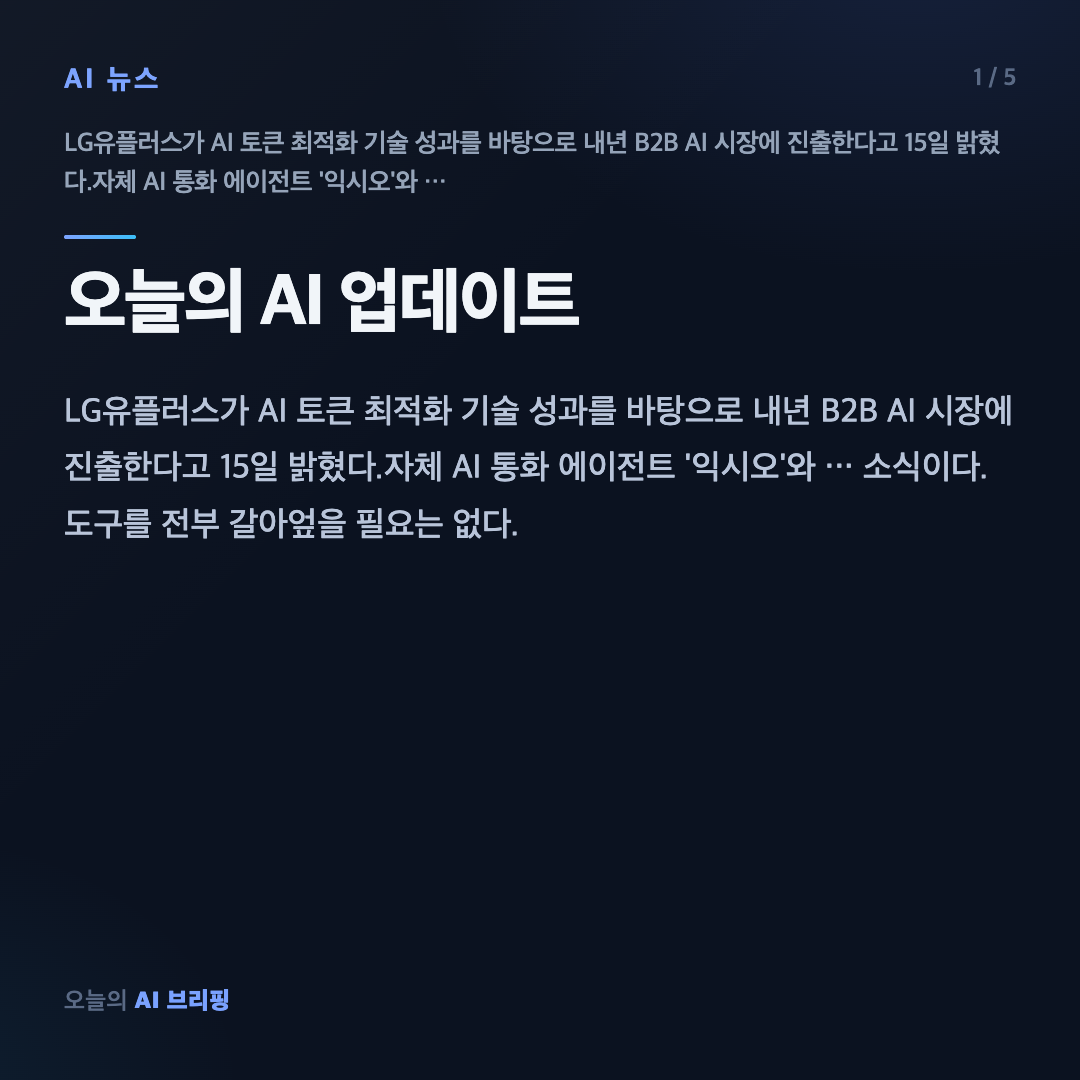 AI 뉴스
1 / 5
LG유플러스가 AI 토큰 최적화 기술 성과를 바탕으로 내년 B2B AI 시장에 진출한다고 15일 밝혔
다.자체 AI 통화 에이전트 '익시오'와 …
오늘의 AI 업데이트
LG유플러스가 AI 토큰 최적화 기술 성과를 바탕으로 내년 B2B AI 시장에
진출한다고 15일 밝혔다.자체 AI 통화 에이전트 '익시오'와 … 소식이다.
도구를 전부 갈아엎을 필요는 없다.
오늘의 AI 브리핑